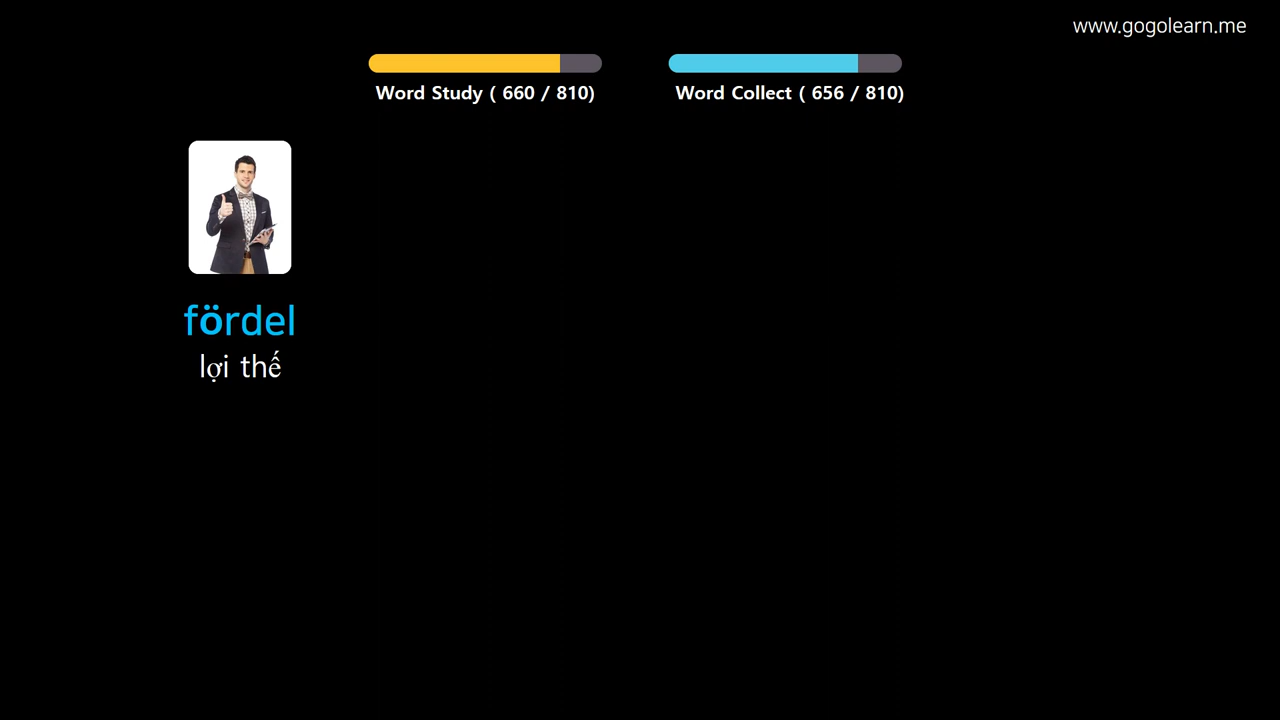 www.gogolearn.me
Word Study ( 660 / 810)
Word Collect ( 656 / 810)
fördel
lợi thế